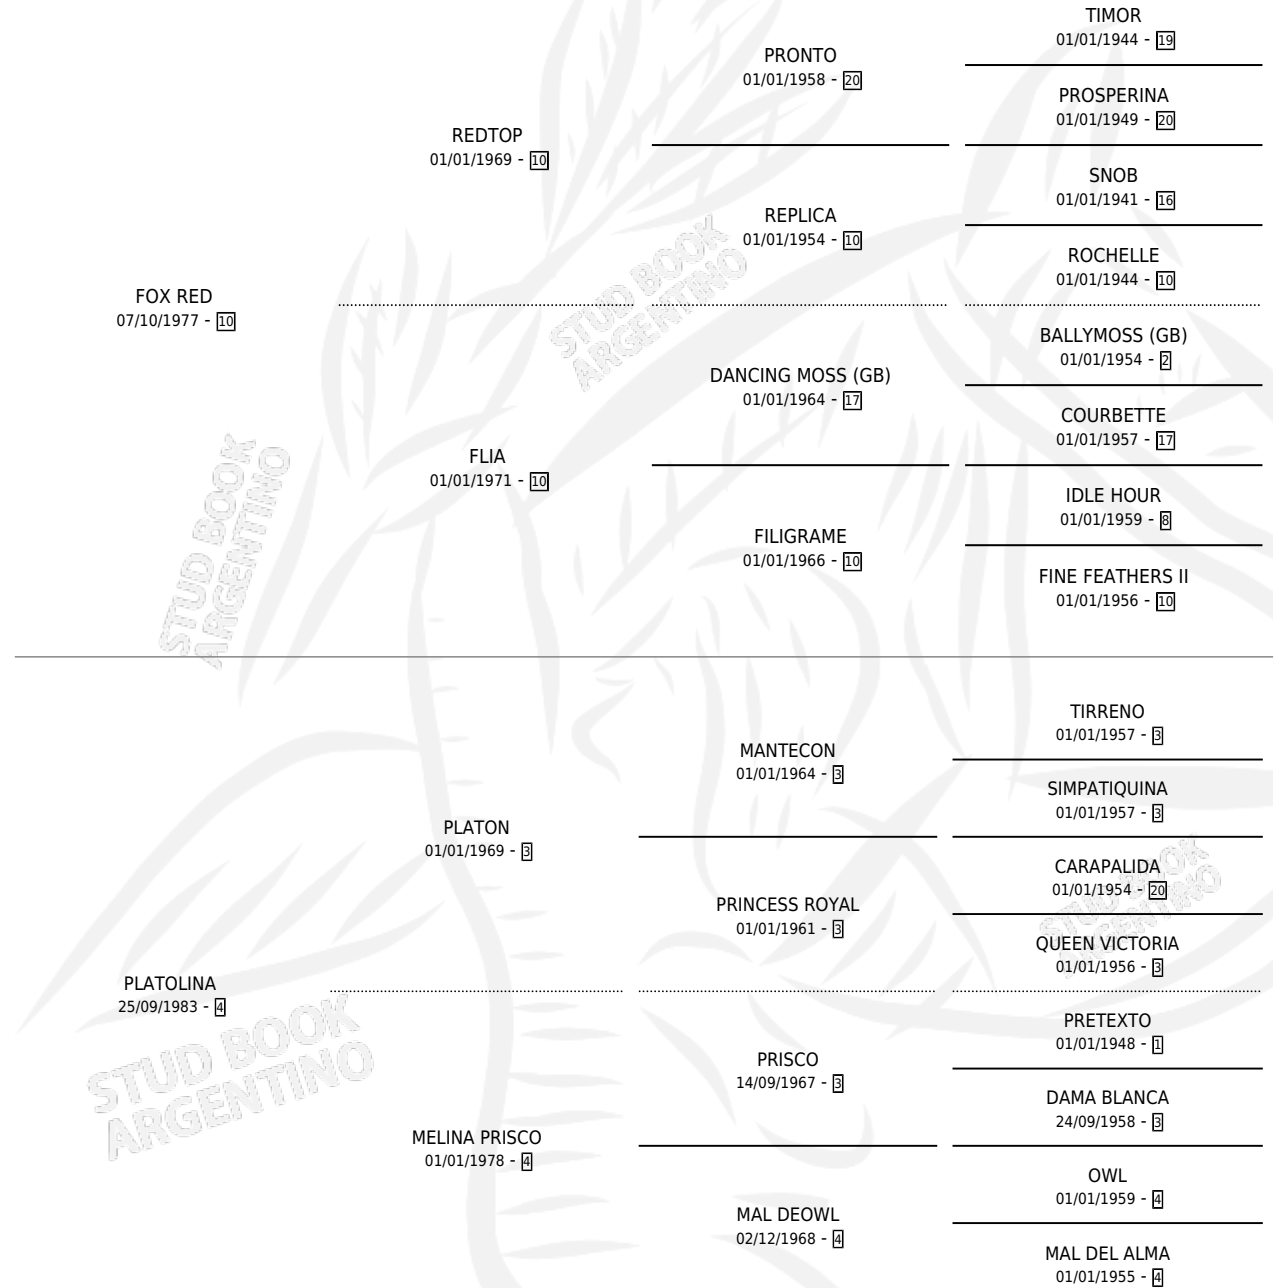 TIMOR
01/01/1944 - 19
PRONTO
01/01/1958 - 20
PROSPERINA
01/01/1949 - 20
REDTOP
01/01/1969 - 10
SNOB
01/01/1941 - 16
REPLICA
01/01/1954 - 10
ROCHELLE
01/01/1944 - 10
FOX RED
07/10/1977 - 10
STUD BOOK
ARGENTINO
BALLYMOSS (GB)
01/01/1954 - 2
DANCING MOSS (GB)
01/01/1964 - 17
COURBETTE
01/01/1957 - 17
FLIA
01/01/1971 - 10
IDLE HOUR
01/01/1959 - 8
FILIGRAME
01/01/1966 - 10
FINE FEATHERS II
01/01/1956 - 10
STUD BOOK
ARGENTINO
TIRRENO
01/01/1957 - 3
MANTECON
01/01/1964 - 3
SIMPATIQUINA
01/01/1957 - 3
PLATON
01/01/1969 - 3
CARAPALIDA
01/01/1954 - 20
PRINCESS ROYAL
01/01/1961 - 3
QUEEN VICTORIA
01/01/1956 - 3
STUD BOOK
ARGENTINO
PLATOLINA
25/09/1983 - 4
PRETEXTO
01/01/1948 - 1
PRISCO
14/09/1967 - 3
DAMA BLANCA
24/09/1958 - 3
STUD BOOK
ARGENTINO
MELINA PRISCO
01/01/1978 - 4
OWL
01/01/1959 - 4
MAL DEOWL
02/12/1968 - 4
MAL DEL ALMA
01/01/1955 - 4